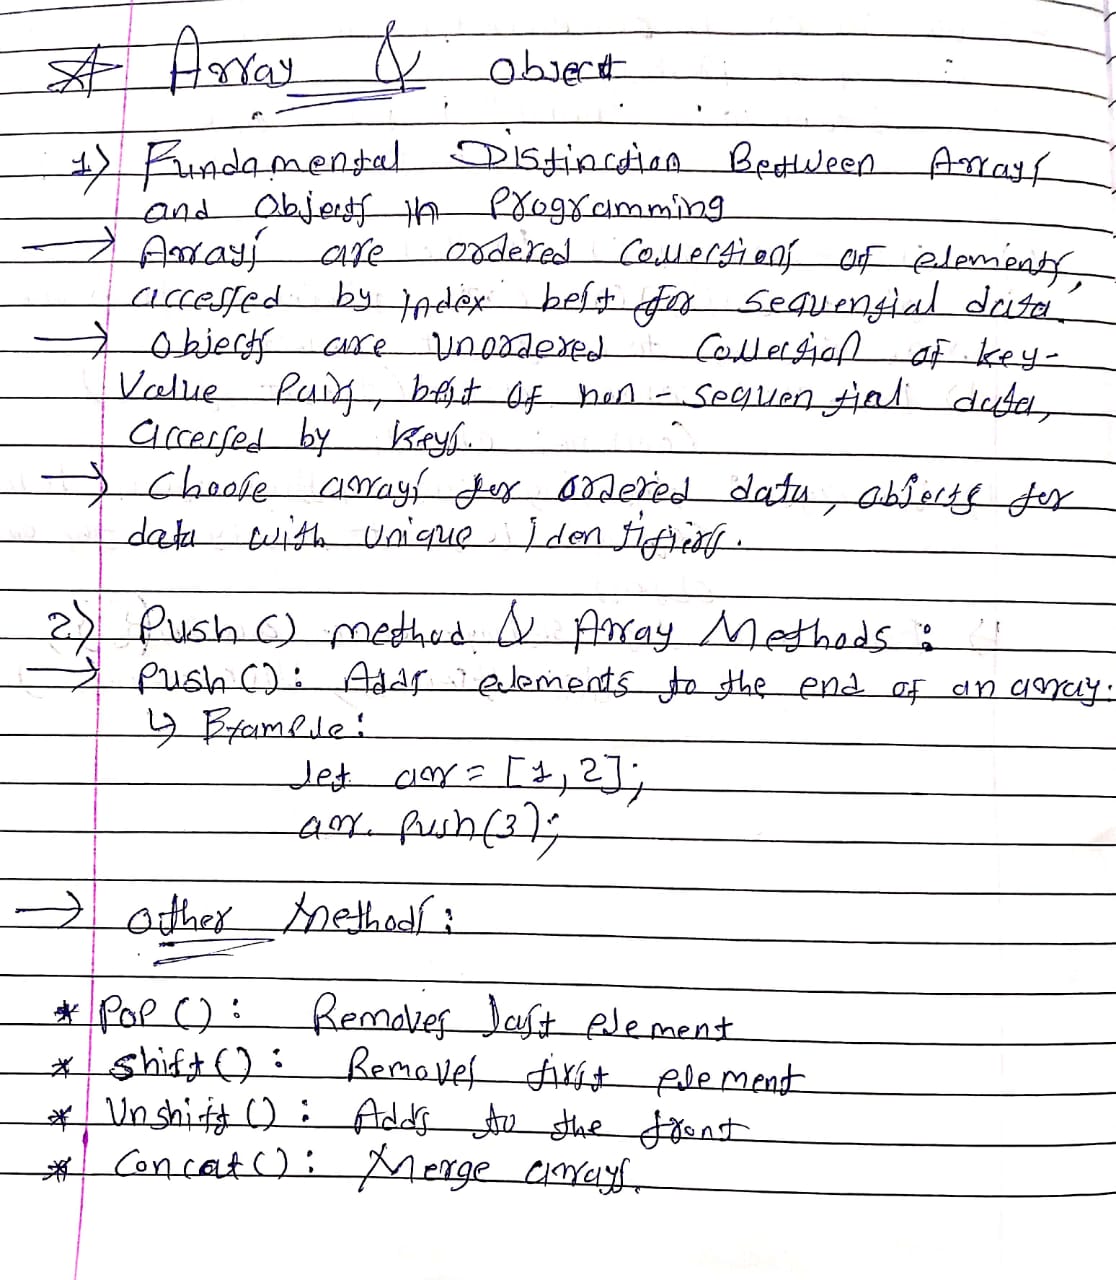 * Array & Object
1) Fundamental Distinction Between Arrays
and Objects in Programming
→ Arrays are ordered Collections of elements,
accessed by Index best for sequential data.
→ Objects are Unordered Collection of key-
Value Pairs, best of non-sequential data,
accessed by keys.
→ Choose arrays for ordered data, objects for
data with unique Identifiers.
2) Push() method & Array Methods :
→ Push(): Adds elements to the end of an array.
↳ Example:
let arr = [1,2];
arr.Push(3);
→ Other Methods :
* Pop() : Removes last element
* Shift() : Removes first element
* Unshift() : Adds to the front
* Concat() : Merge arrays.